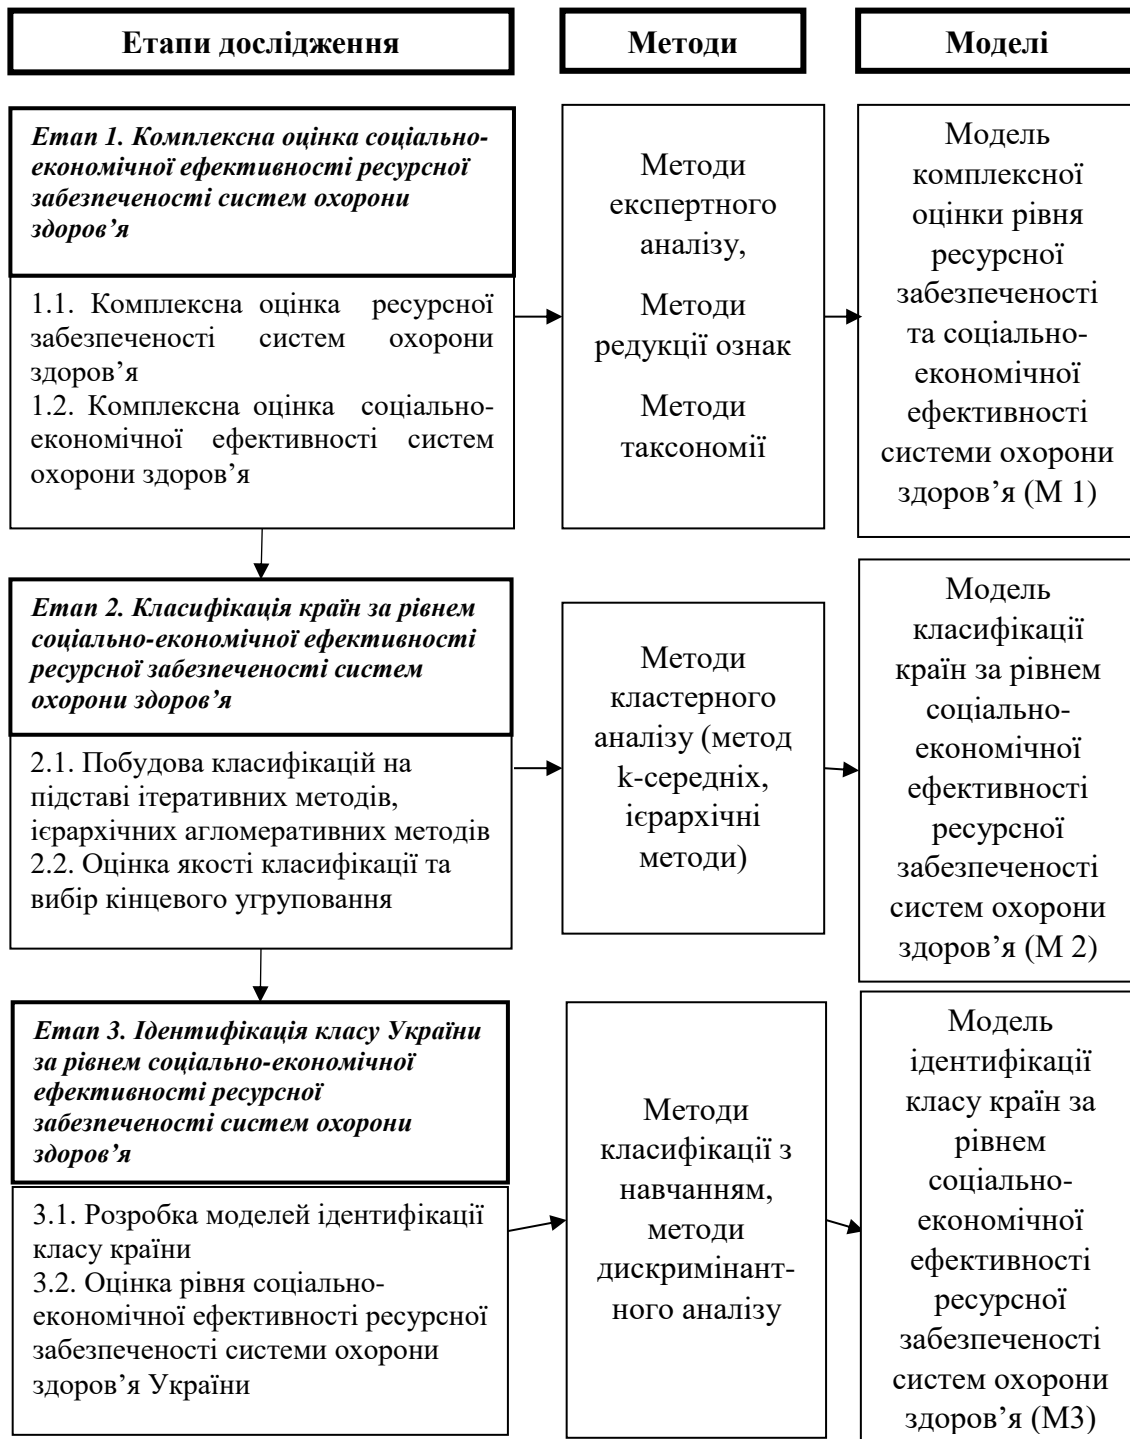 Етапи дослідження
Методи
Моделі
Етап 1. Комплексна оцінка соціально-
економічної ефективності ресурсної
забезпеченості систем охорони
здоров’я
1.1. Комплексна оцінка ресурсної
забезпеченості систем охорони
здоров’я
1.2. Комплексна оцінка соціально-
економічної ефективності систем
охорони здоров’я
Методи
експертного
аналізу,
Методи
редукції ознак
Методи
таксономії
Модель
комплексної
оцінки рівня
ресурсної
забезпеченості
та соціально-
економічної
ефективності
системи охорони
здоров’я (М 1)
Етап 2. Класифікація країн за рівнем
соціально-економічної ефективності
ресурсної забезпеченості систем
охорони здоров’я
2.1. Побудова класифікацій на
підставі ітеративних методів,
ієрархічних агломеративних методів
2.2. Оцінка якості класифікації та
вибір кінцевого угруповання
Методи
кластерного
аналізу (метод
k-середніх,
ієрархічні
методи)
Модель
класифікації
країн за рівнем
соціально-
економічної
ефективності
ресурсної
забезпеченості
систем охорони
здоров’я (М 2)
Етап 3. Ідентифікація класу України
за рівнем соціально-економічної
ефективності ресурсної
забезпеченості систем охорони
здоров’я
3.1. Розробка моделей ідентифікації
класу країни
3.2. Оцінка рівня соціально-
економічної ефективності ресурсної
забезпеченості системи охорони
здоров’я України
Методи
класифікації з
навчанням,
методи
дискримінант-
ного аналізу
Модель
ідентифікації
класу країн за
рівнем
соціально-
економічної
ефективності
ресурсної
забезпеченості
систем охорони
здоров’я (М3)